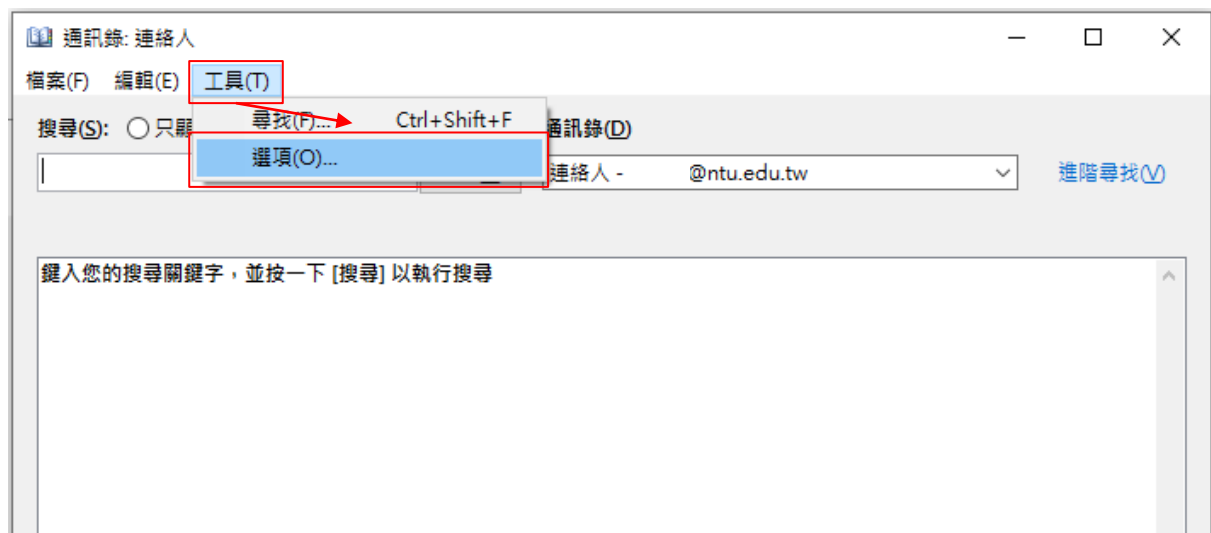 通訊錄: 連絡人
檔案(F) 編輯(E) 工具(T)
尋找(F)... Ctrl+Shift+F
選項(O)...
搜尋(S): 只顯 通訊錄(D)
連絡人 - @ntu.edu.tw 進階尋找(V)
鍵入您的搜尋關鍵字，並按一下 [搜尋] 以執行搜尋